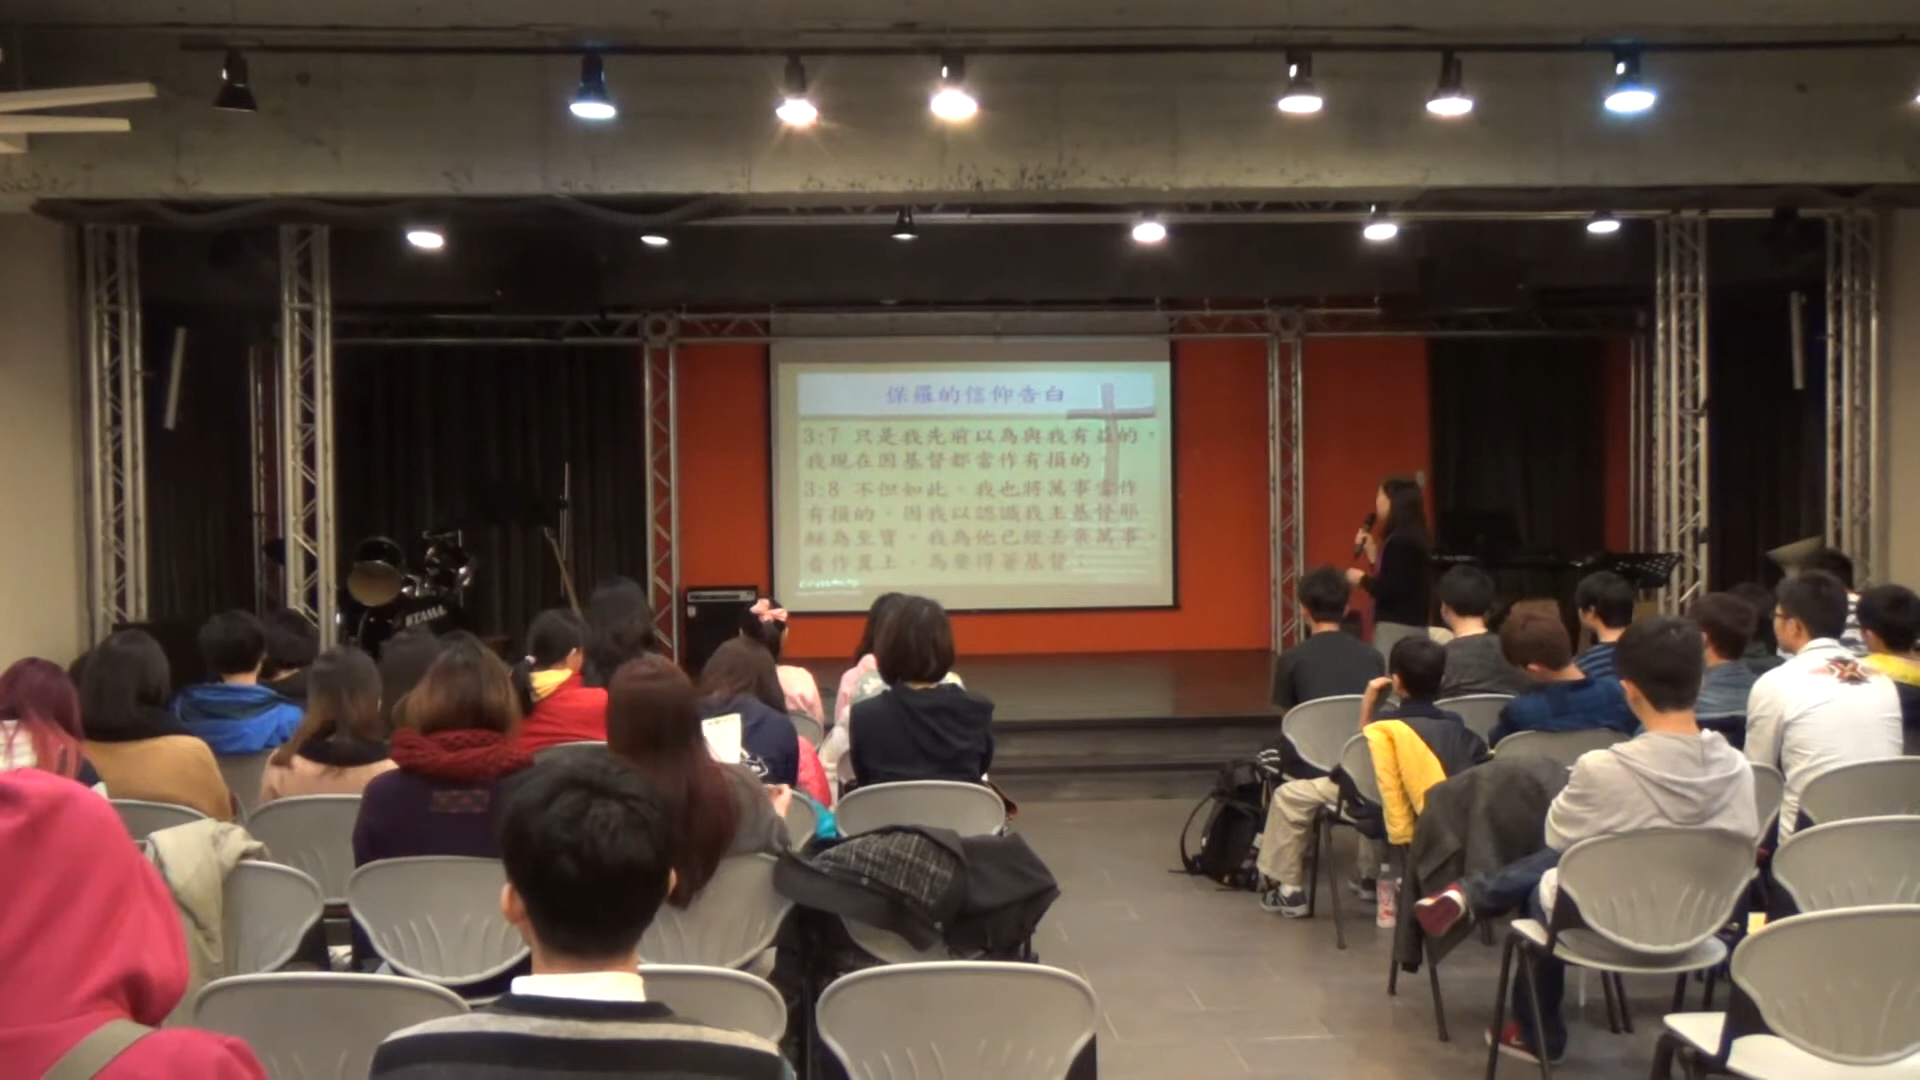 保羅的信仰告白
3:7 只是我先前以為與我有益的,
我現在因基督都當作有損的。
3:8 不但如此,我也將萬事當作
有損的,因我以認識我主基督耶
穌為至寶。我為他已經丟棄萬事,
看作糞土,為要得著基督,
TAMA